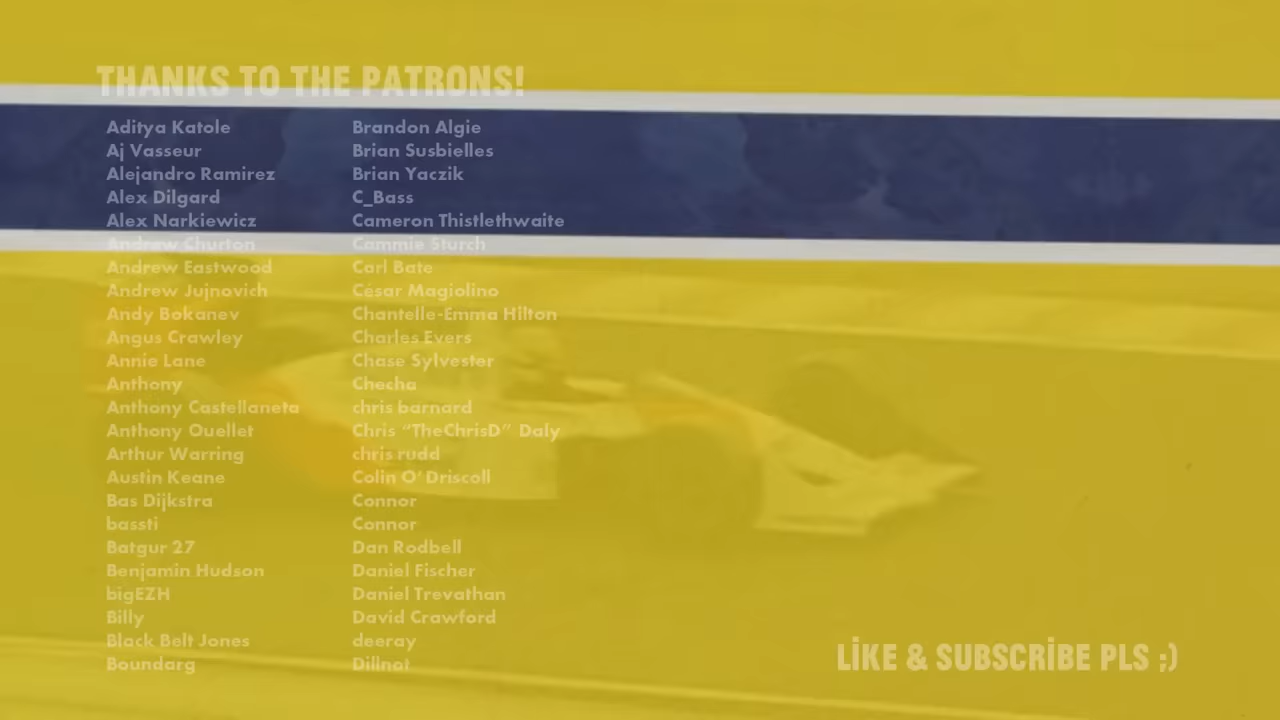 THANKS TO THE PATRONS!
Aditya Katole
Aj Vasseur
Alejandro Ramirez
Alex Dilgard
Alex Narkiewicz
Andrew Churton
Andrew Eastwood
Andrew Jujnovich
Andy Bokanev
Angus Crawley
Annie Lane
Anthony
Anthony Castellaneta
Anthony Ouellet
Arthur Warring
Austin Keane
Bas Dijkstra
bassti
Batgur 27
Benjamin Hudson
bigEZH
Billy
Black Belt Jones
Boundarg
Brandon Algie
Brian Susbielles
Brian Yaczik
C_Bass
Cameron Thistlethwaite
Cammie Sturch
Carl Bate
César Magiolino
Chantelle-Emma Hilton
Charles Evers
Chase Sylvester
Checha
chris barnard
Chris “TheChrisD” Daly
chris rudd
Colin O’Driscoll
Connor
Connor
Dan Rodbell
Daniel Fischer
Daniel Trevathan
David Crawford
deeray
Dillnot
LİKE & SUBSCRİBE PLS ;)